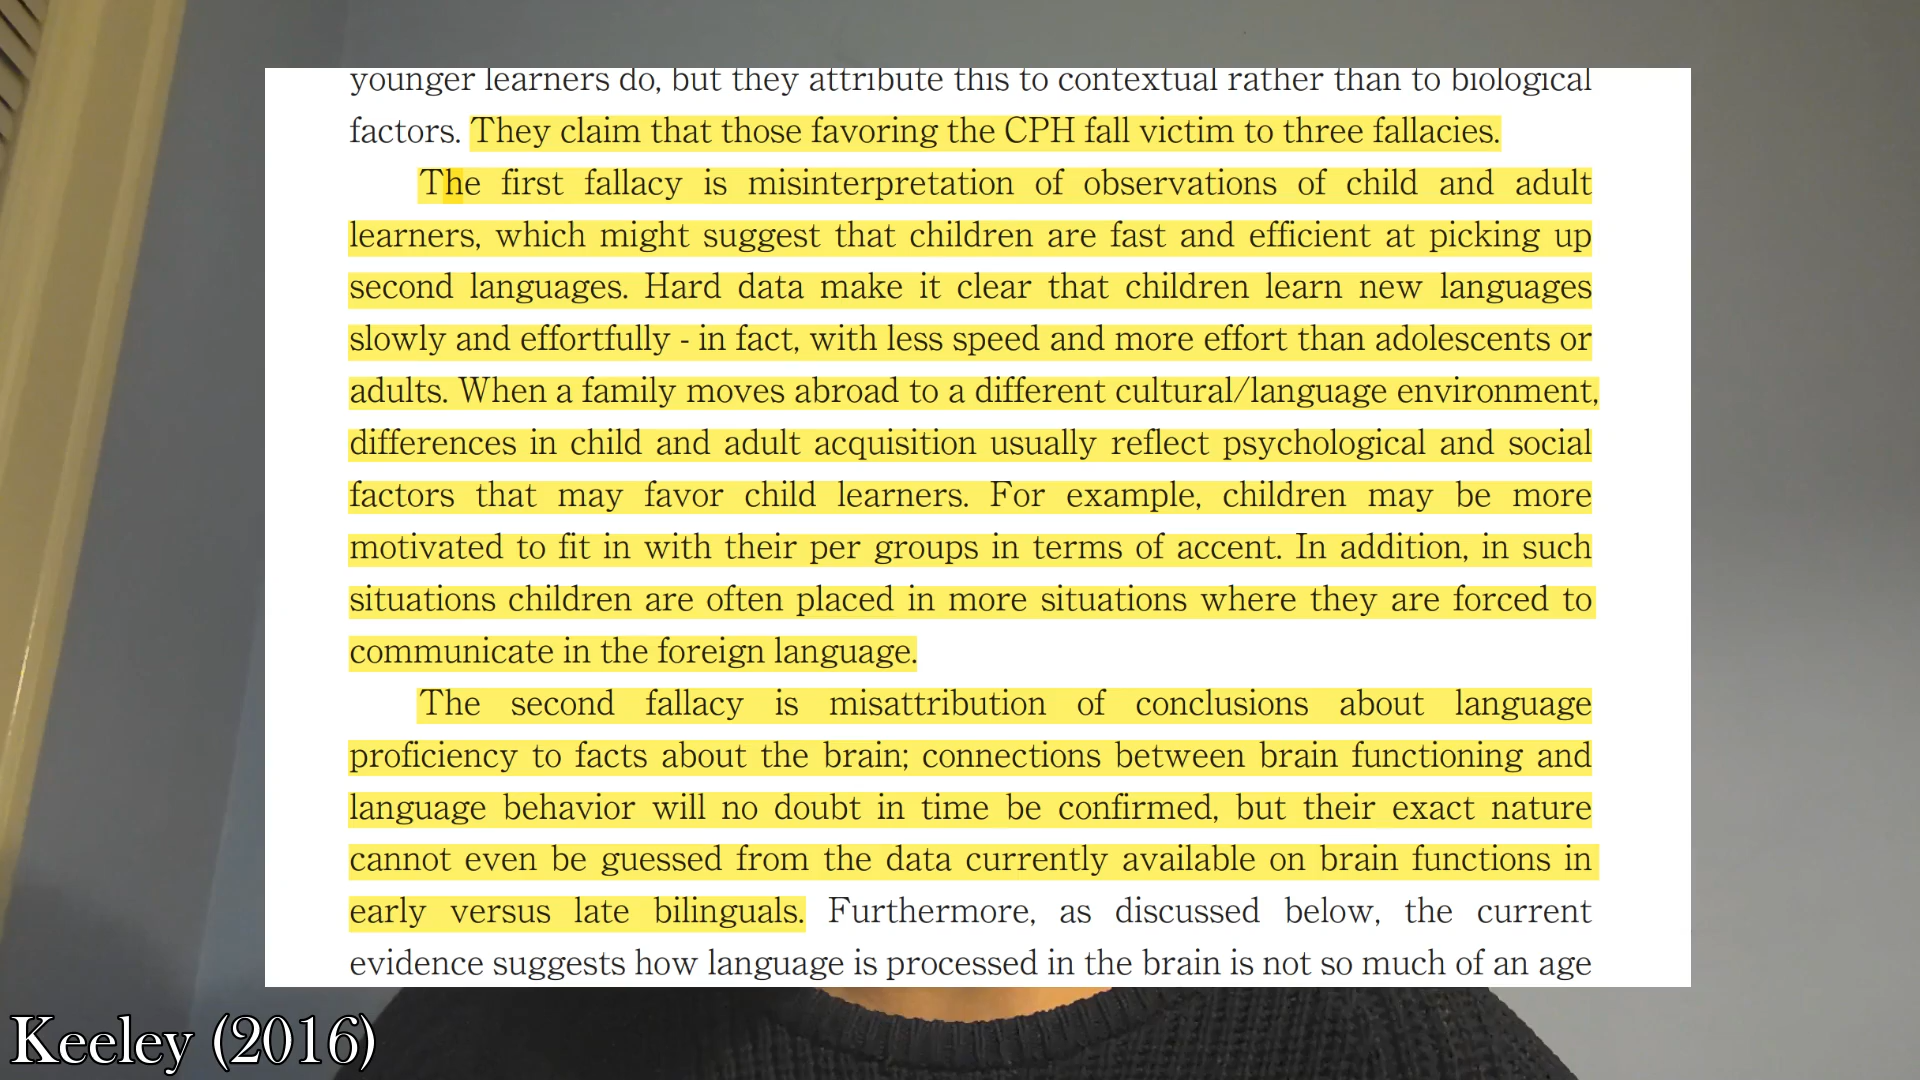 younger learners do, but they attribute this to contextual rather than to biological
factors. They claim that those favoring the CPH fall victim to three fallacies.
The first fallacy is misinterpretation of observations of child and adult
learners, which might suggest that children are fast and efficient at picking up
second languages. Hard data make it clear that children learn new languages
slowly and effortfully - in fact, with less speed and more effort than adolescents or
adults. When a family moves abroad to a different cultural/language environment,
differences in child and adult acquisition usually reflect psychological and social
factors that may favor child learners. For example, children may be more
motivated to fit in with their per groups in terms of accent. In addition, in such
situations children are often placed in more situations where they are forced to
communicate in the foreign language.
The second fallacy is misattribution of conclusions about language
proficiency to facts about the brain; connections between brain functioning and
language behavior will no doubt in time be confirmed, but their exact nature
cannot even be guessed from the data currently available on brain functions in
early versus late bilinguals. Furthermore, as discussed below, the current
evidence suggests how language is processed in the brain is not so much of an age
Keeley (2016)